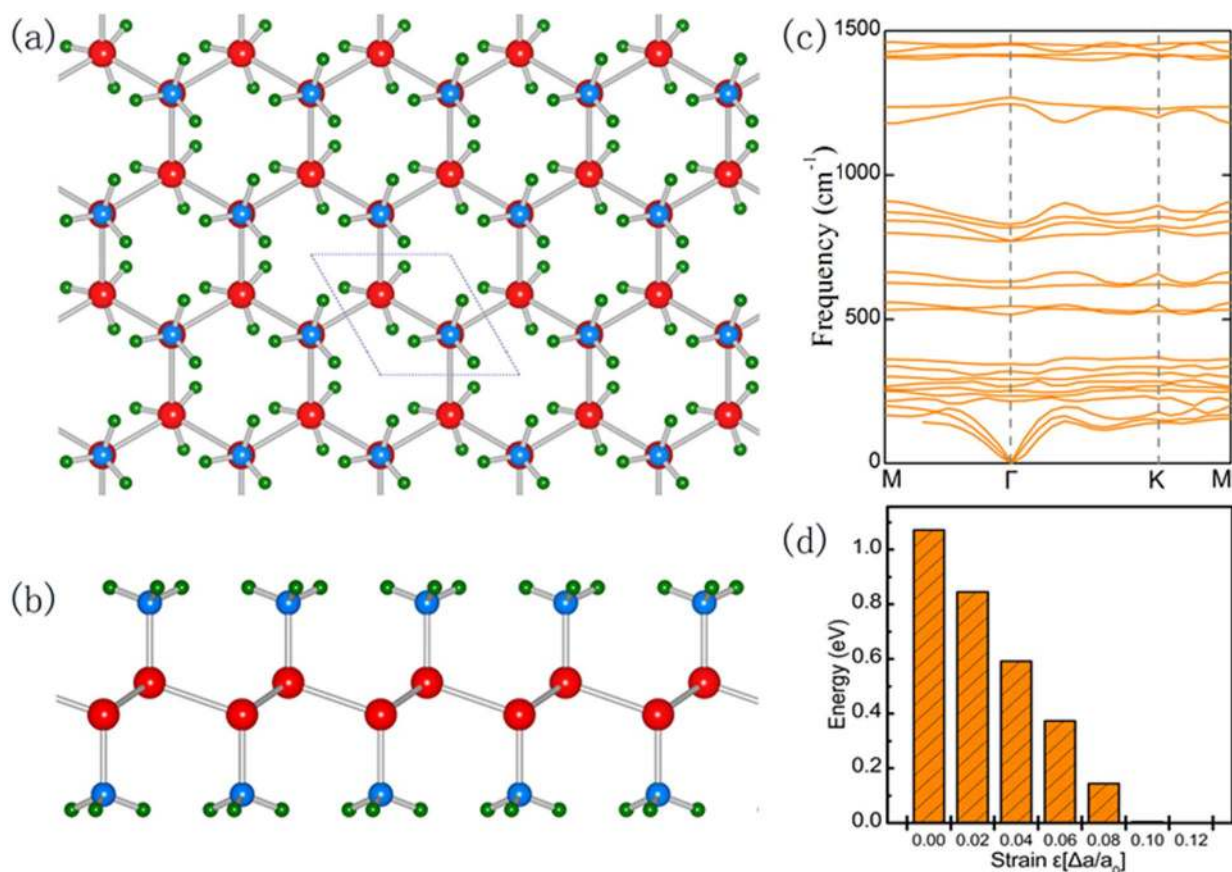 (a)
(b)
(c)
1500
1000
500
0
Frequency (cm⁻¹)
M Γ K M
(d)
1.0
0.8
0.6
0.4
0.2
0.0
Energy (eV)
0.00 0.02 0.04 0.06 0.08 0.10 0.12
Strain ε[Δa/a₀]